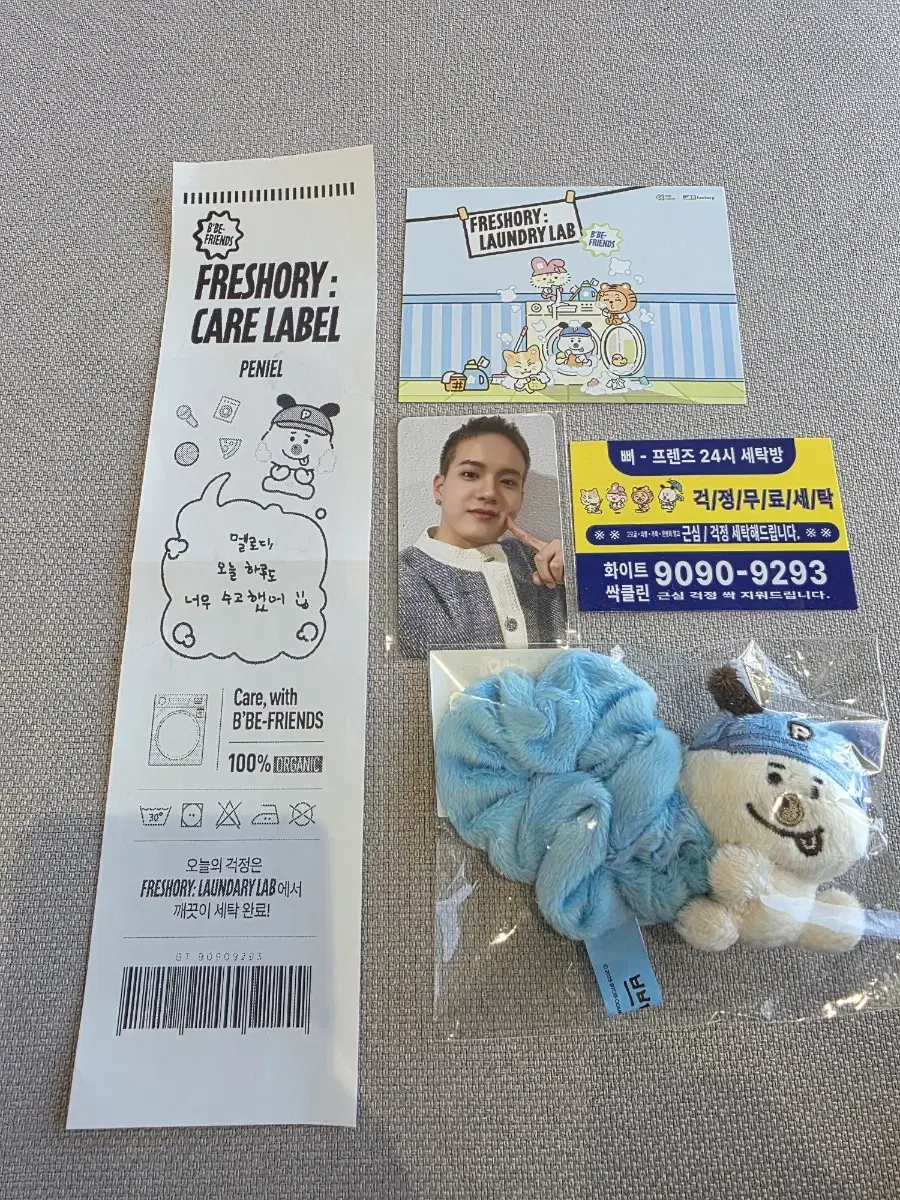 B'BE-
FRIENDS
FRESHORY:
CARE LABEL
PENIEL
P
멜로디,
오늘 하루도
너무 수고했어
30°
Care, with
B'BE-FRIENDS
100% ORGANIC
오늘의 걱정은
FRESHORY: LAUNDARY LAB에서
깨끗이 세탁 완료!
BT 90909293
FRESHORY:
LAUNDRY LAB
B'BE-
FRIENDS
삐 - 프렌즈 24시 세탁방
걱/정/무/료/세/탁
※ ※ 근심 / 걱정 세탁해드립니다. ※ ※
화이트
싹클린
9090-9293
근심 걱정 싹 지워드립니다.
P